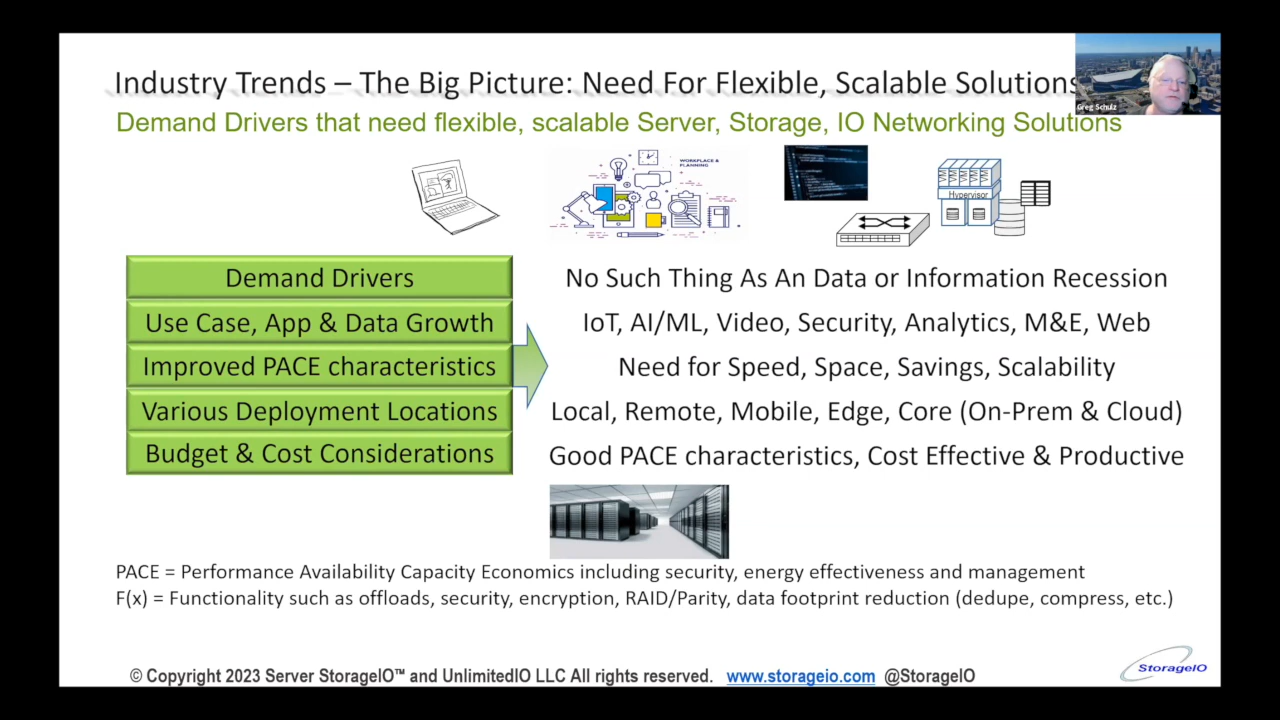 Industry Trends – The Big Picture: Need For Flexible, Scalable Solutions
Greg Schulz
Demand Drivers that need flexible, scalable Server, Storage, IO Networking Solutions
WORKPLACE &
PLANNING
Hypervisor
Demand Drivers
No Such Thing As An Data or Information Recession
Use Case, App & Data Growth
IoT, AI/ML, Video, Security, Analytics, M&E, Web
Improved PACE characteristics
Need for Speed, Space, Savings, Scalability
Various Deployment Locations
Local, Remote, Mobile, Edge, Core (On-Prem & Cloud)
Budget & Cost Considerations
Good PACE characteristics, Cost Effective & Productive
PACE = Performance Availability Capacity Economics including security, energy effectiveness and management
F(x) = Functionality such as offloads, security, encryption, RAID/Parity, data footprint reduction (dedupe, compress, etc.)
© Copyright 2023 Server StorageIO™ and UnlimitedIO LLC All rights reserved. www.storageio.com @StorageIO
StorageIO